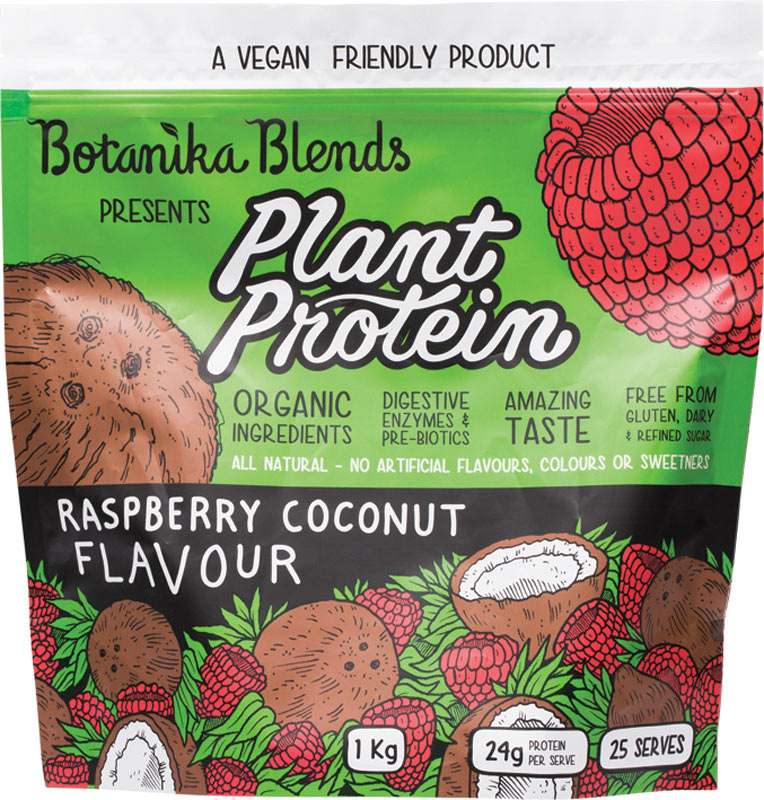 A VEGAN FRIENDLY PRODUCT
Botanika Blends
PRESENTS
Plant
Protein
ORGANIC
INGREDIENTS
DIGESTIVE
ENZYMES &
PRE-BIOTICS
AMAZING
TASTE
FREE FROM
GLUTEN, DAIRY
& REFINED SUGAR
ALL NATURAL - NO ARTIFICIAL FLAVOURS, COLOURS OR SWEETNERS
RASPBERRY COCONUT
FLAVOUR
1 Kg
24g PROTEIN
PER SERVE
25 SERVES